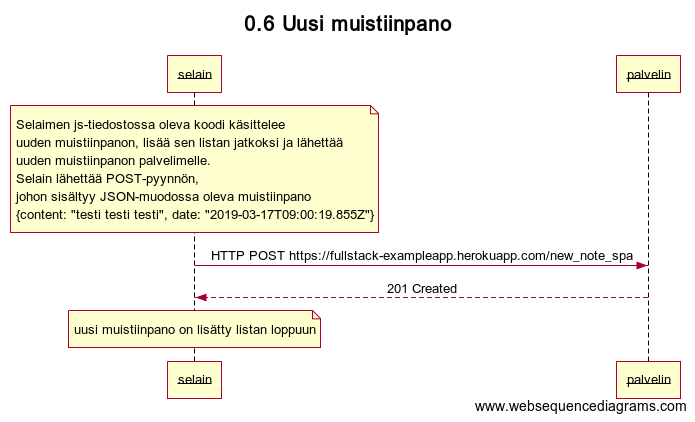 0.6 Uusi muistiinpano
selain
palvelin
Selaimen js-tiedostossa oleva koodi käsittelee
uuden muistiinpanon, lisää sen listan jatkoksi ja lähettää
uuden muistiinpanon palvelimelle.
Selain lähettää POST-pyynnön,
johon sisältyy JSON-muodossa oleva muistiinpano
{content: "testi testi testi", date: "2019-03-17T09:00:19.855Z"}
HTTP POST https://fullstack-exampleapp.herokuapp.com/new_note_spa
201 Created
uusi muistiinpano on lisätty listan loppuun
selain
palvelin
www.websequencediagrams.com